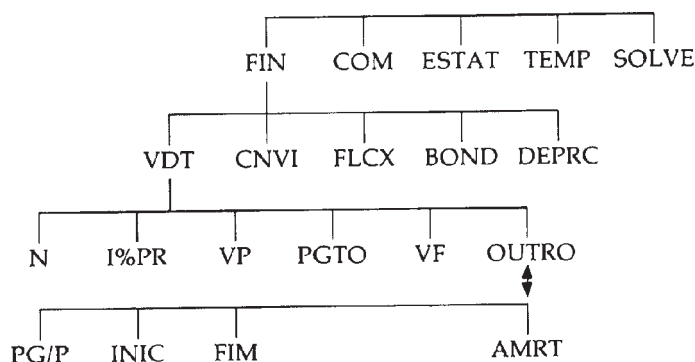 FIN COM ESTAT TEMP SOLVE
VDT CNVI FLCX BOND DEPRC
N I%PR VP PGTO VF OUTRO
PG/P INIC FIM AMRT